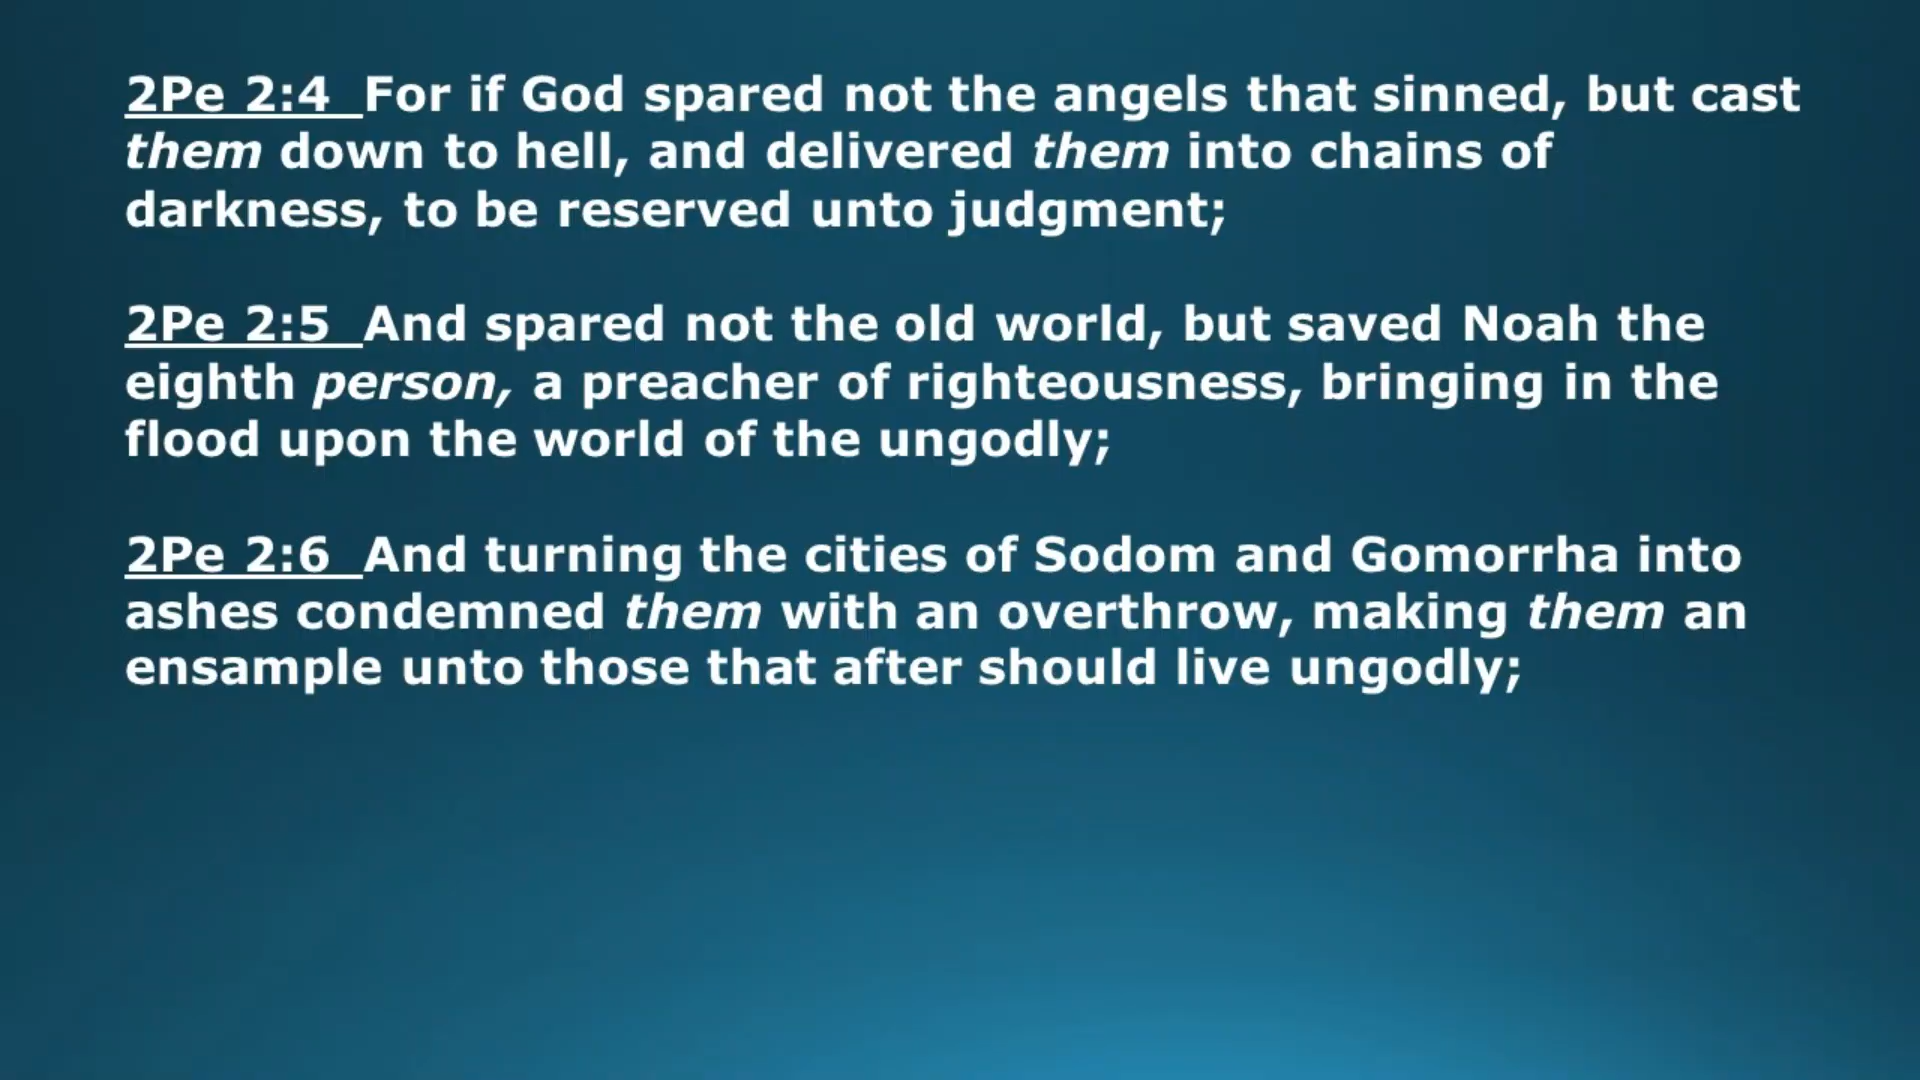 2Pe 2:4  For if God spared not the angels that sinned, but cast
them down to hell, and delivered them into chains of
darkness, to be reserved unto judgment;
2Pe 2:5  And spared not the old world, but saved Noah the
eighth person, a preacher of righteousness, bringing in the
flood upon the world of the ungodly;
2Pe 2:6  And turning the cities of Sodom and Gomorrha into
ashes condemned them with an overthrow, making them an
ensample unto those that after should live ungodly;